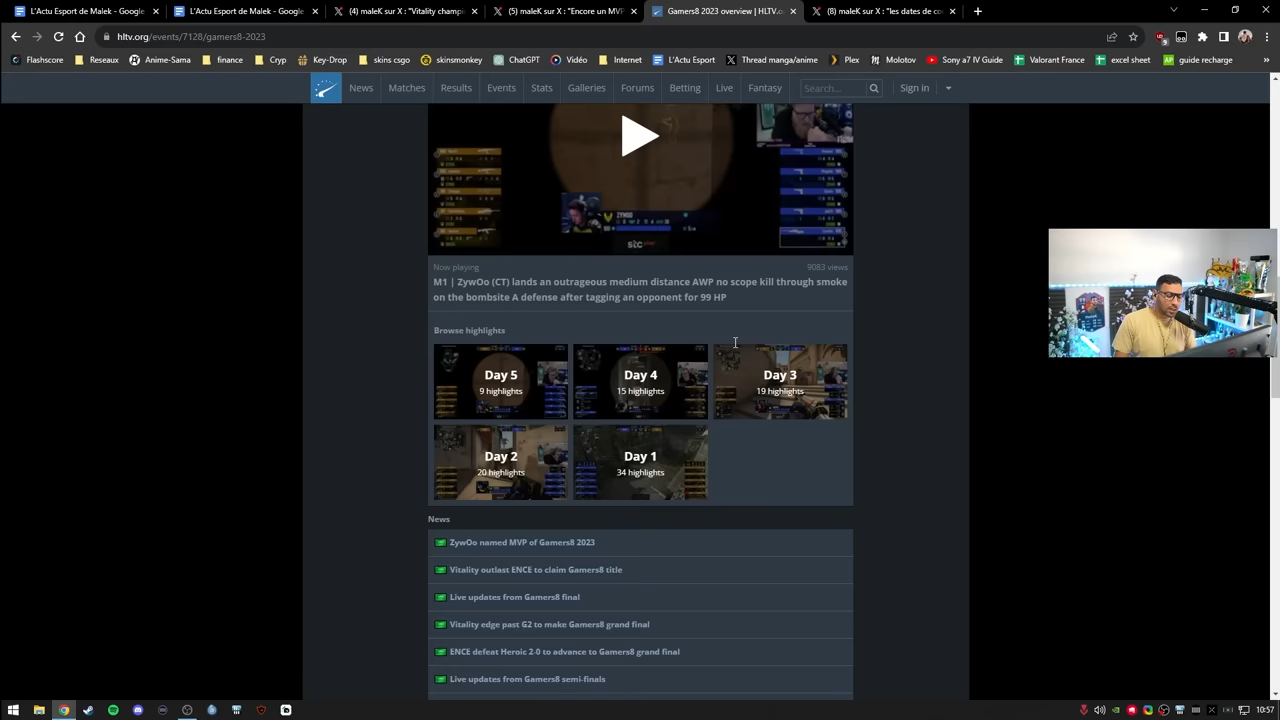 L'Actu Esport de Malek - Google
L'Actu Esport de Malek - Google
(4) maleK sur X : "Vitality champi
(5) maleK sur X : "Encore un MVP
Gamers8 2023 overview | HLTV.o
(8) maleK sur X : "les dates de co
hltv.org/events/7128/gamers8-2023
Flashscore
Reseaux
Anime-Sama
finance
Cryp
Key-Drop
skins igo
skinsmonkey
ChatGPT
Vidéo
Internet
L'Actu Esport
Thread manga/anime
Plex
Molotov
Sony a7 IV guide
Valorant France
excel sheet
guide recharge
News
Matches
Results
Events
Stats
Galleries
Forums
Betting
Live
Fantasy
Search...
Sign in
ZYWOO
stc play
Now playing
9083 views
M1 | ZywOo (CT) lands an outrageous medium distance AWP no scope kill through smoke
on the bombsite A defense after tagging an opponent for 99 HP
Browse highlights
Day 5
9 highlights
Day 4
15 highlights
Day 3
19 highlights
Day 2
20 highlights
Day 1
34 highlights
News
ZywOo named MVP of Gamers8 2023
Vitality outlast ENCE to claim Gamers8 title
Live updates from Gamers8 final
Vitality edge past G2 to make Gamers8 grand final
ENCE defeat Heroic 2-0 to advance to Gamers8 grand final
Live updates from Gamers8 semi-finals
10:57